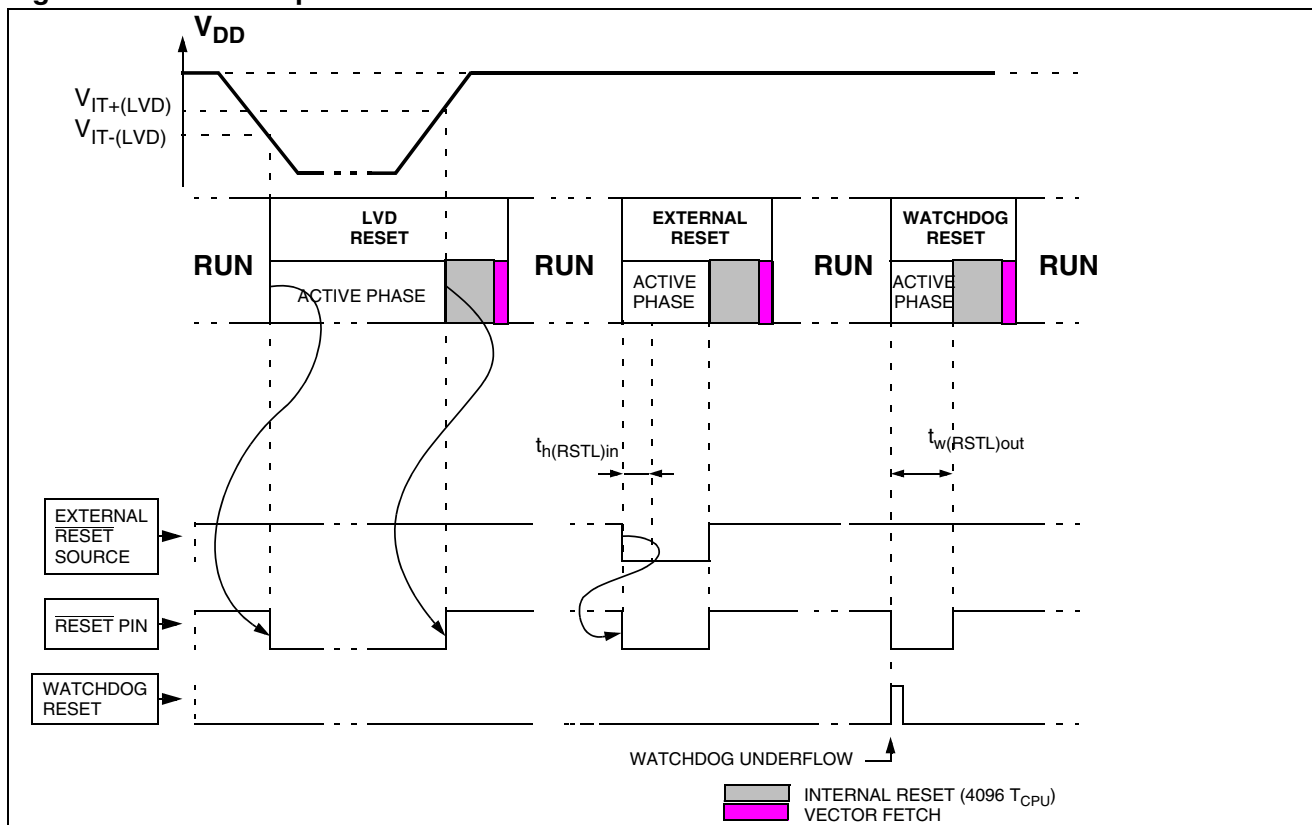 V_DD
V_IT+(LVD)
V_IT-(LVD)
LVD
RESET
EXTERNAL
RESET
WATCHDOG
RESET
RUN
RUN
RUN
RUN
ACTIVE PHASE
ACTIVE
PHASE
ACTIVE
PHASE
t_h(RSTL)in
t_w(RSTL)out
EXTERNAL
RESET
SOURCE
RESET PIN
WATCHDOG
RESET
WATCHDOG UNDERFLOW
INTERNAL RESET (4096 T_CPU)
VECTOR FETCH